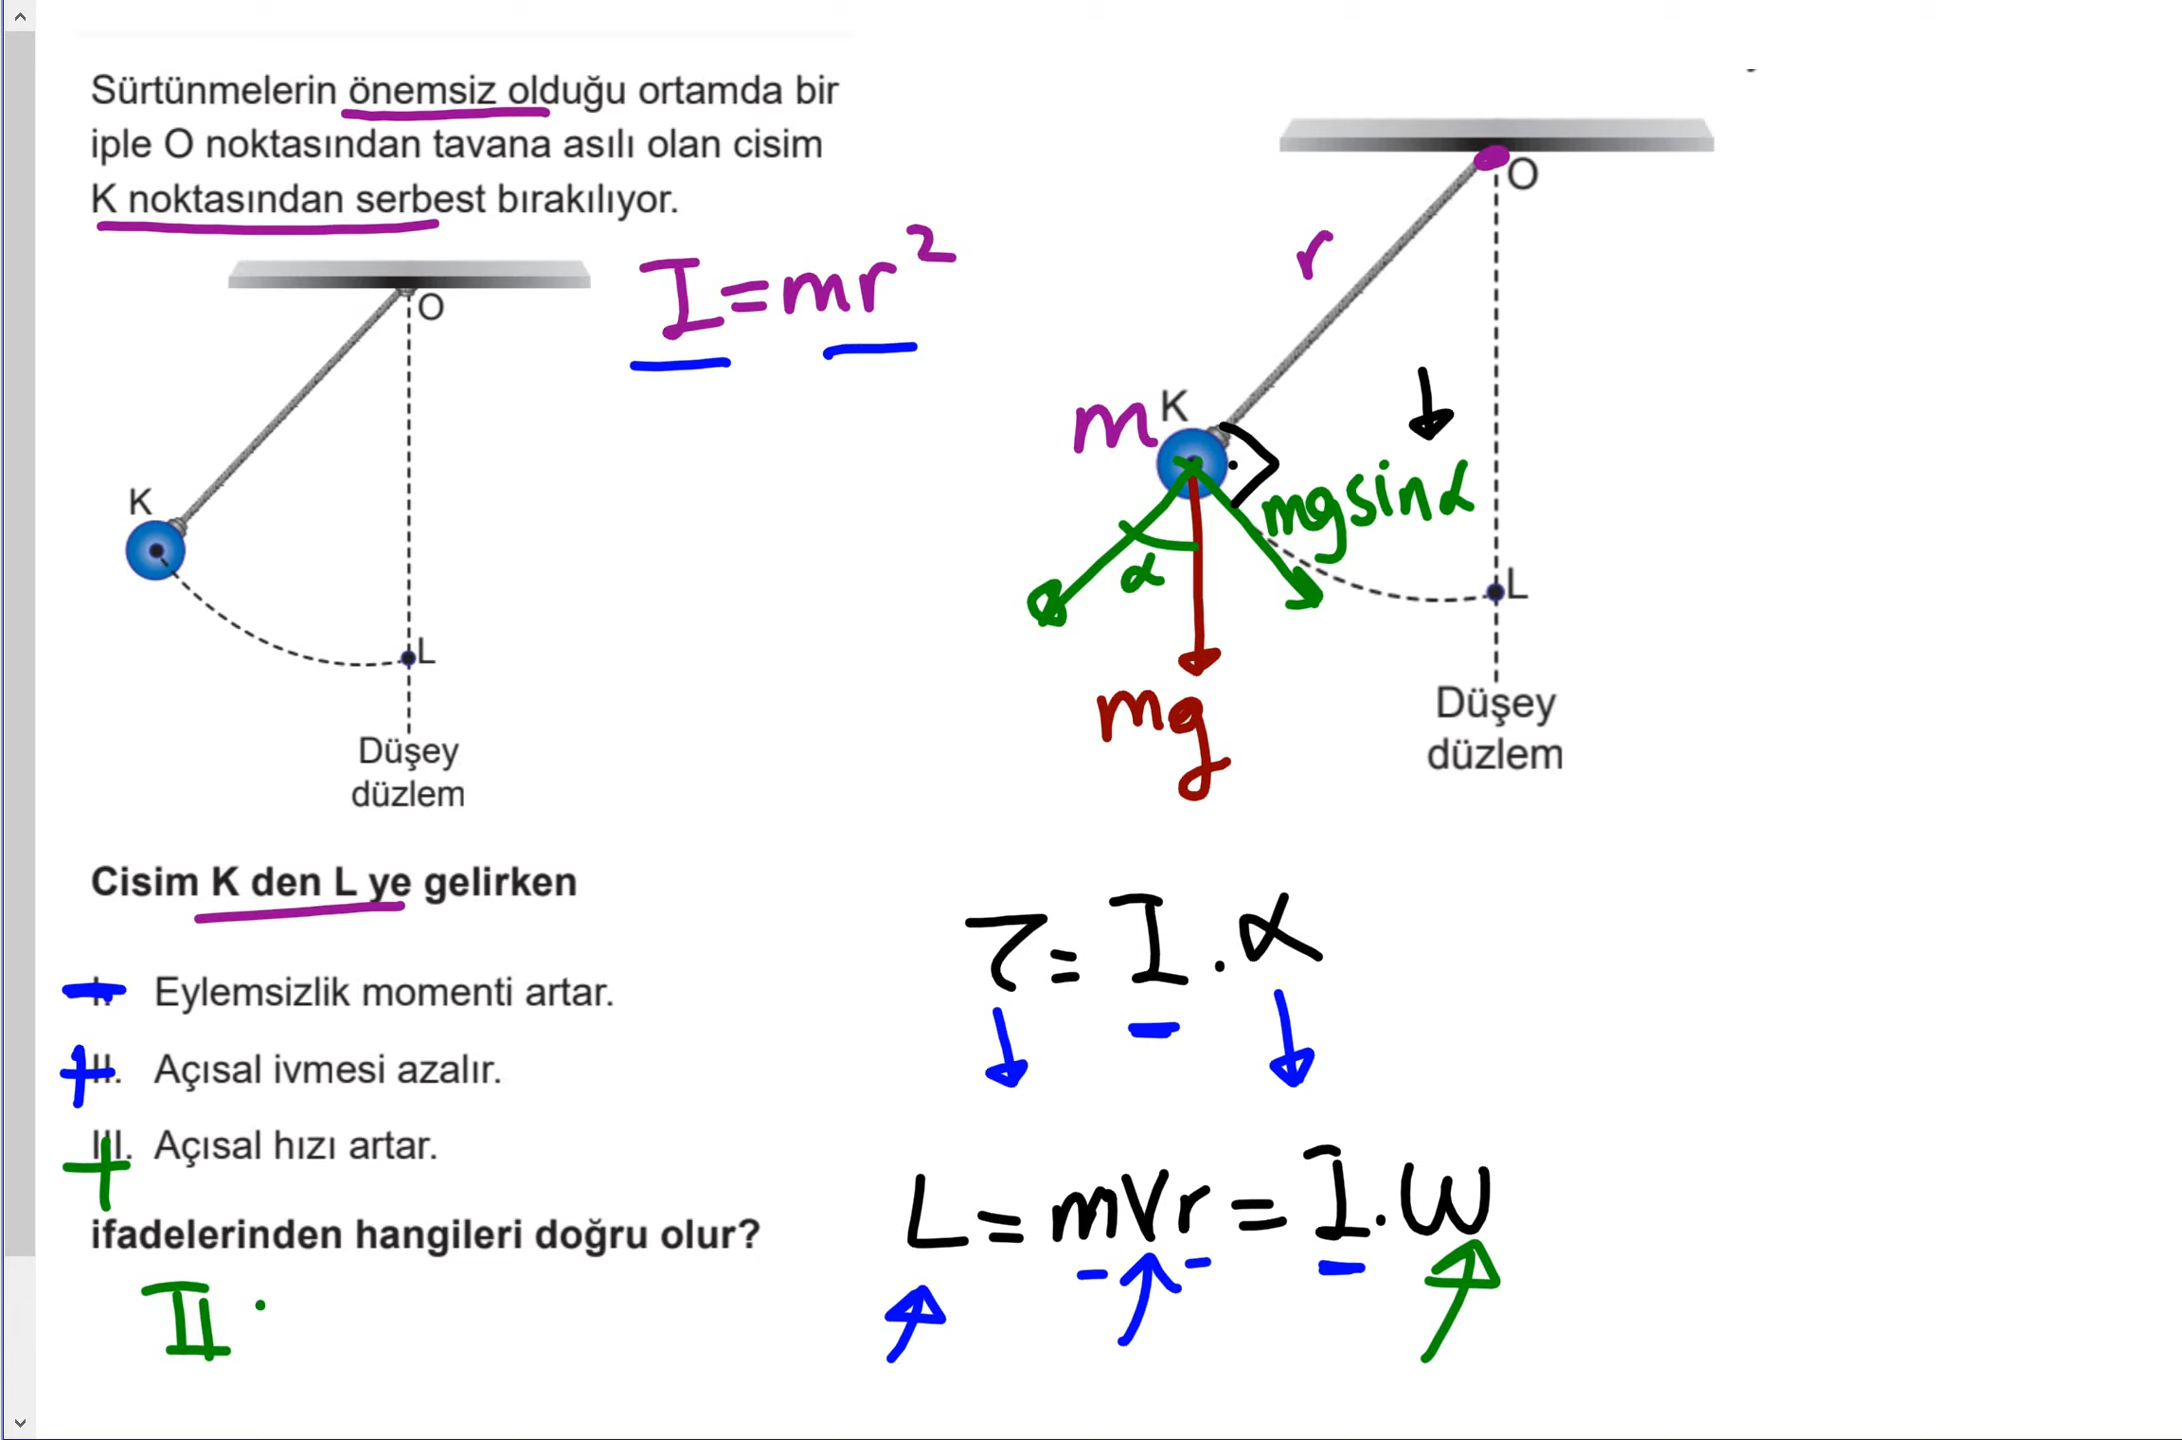 Sürtünmelerin önemsiz olduğu ortamda bir
iple O noktasından tavana asılı olan cisim
K noktasından serbest bırakılıyor.
O
K
L
Düşey
düzlem
I = mr²
O
r
m K
mgsinα
α
L
mg
Düşey
düzlem
Cisim K den L ye gelirken
I. Eylemsizlik momenti artar.
II. Açısal ivmesi azalır.
III. Açısal hızı artar.
ifadelerinden hangileri doğru olur?
II .
τ = I . α
L = mVr = I . ω